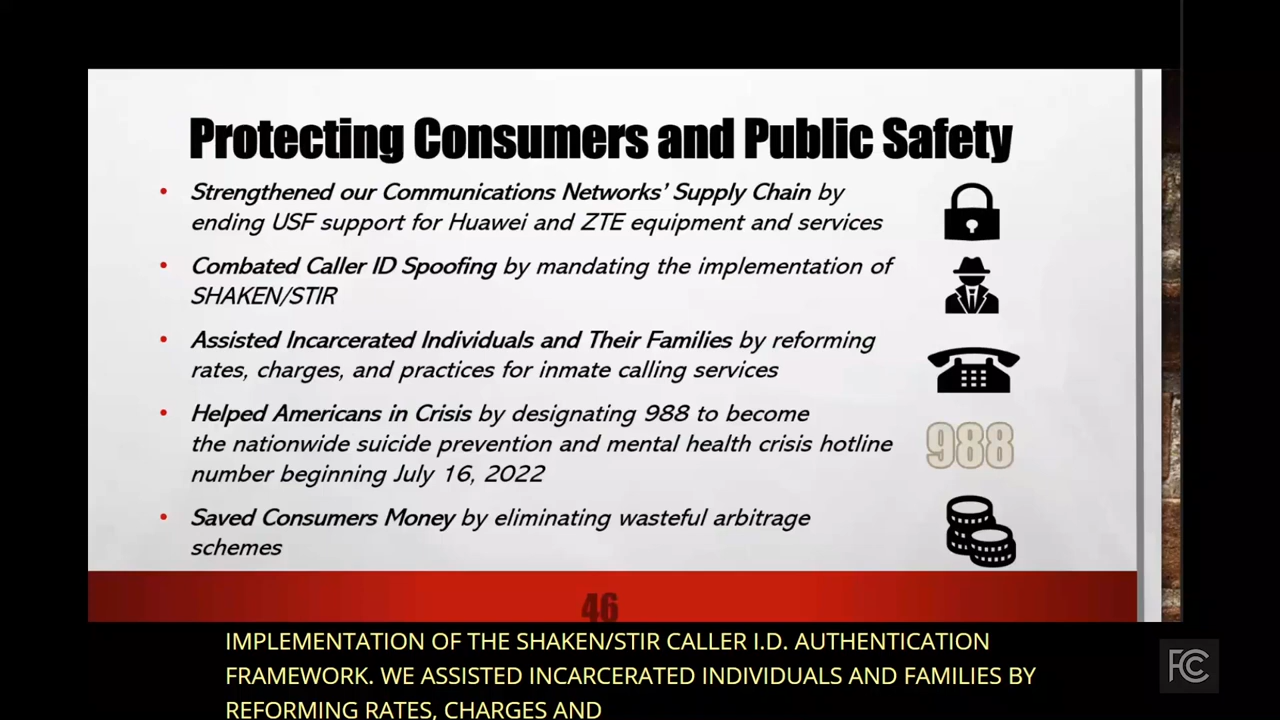 Protecting Consumers and Public Safety
• Strengthened our Communications Networks’ Supply Chain by
ending USF support for Huawei and ZTE equipment and services
• Combated Caller ID Spoofing by mandating the implementation of
SHAKEN/STIR
• Assisted Incarcerated Individuals and Their Families by reforming
rates, charges, and practices for inmate calling services
• Helped Americans in Crisis by designating 988 to become
the nationwide suicide prevention and mental health crisis hotline
number beginning July 16, 2022
988
• Saved Consumers Money by eliminating wasteful arbitrage
schemes
46
IMPLEMENTATION OF THE SHAKEN/STIR CALLER I.D. AUTHENTICATION
FRAMEWORK. WE ASSISTED INCARCERATED INDIVIDUALS AND FAMILIES BY
REFORMING RATES, CHARGES AND
FCC